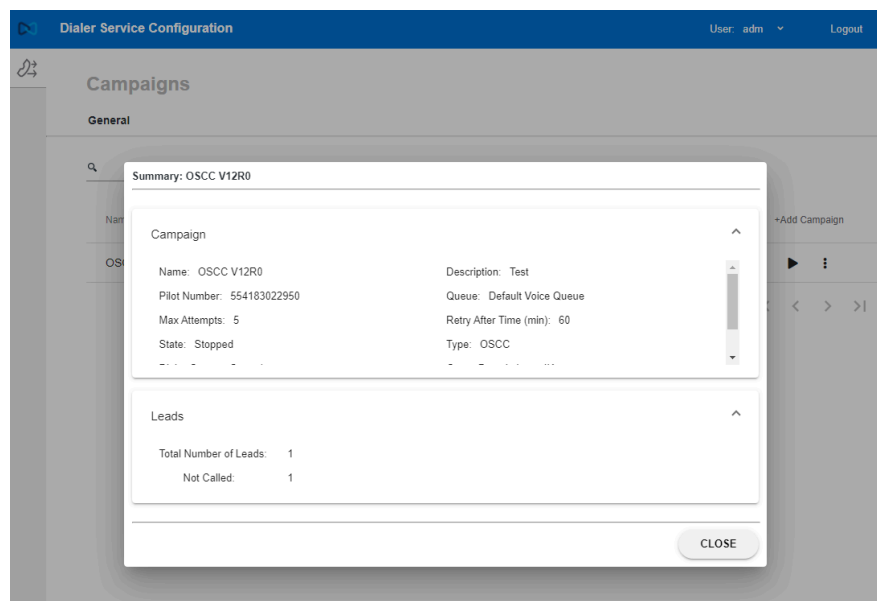 Dialer Service Configuration User: adm Logout
Campaigns
General
Summary: OSCC V12R0
+Add Campaign
Campaign
Name: OSCC V12R0 Description: Test
Pilot Number: 554183022950 Queue: Default Voice Queue
Max Attempts: 5 Retry After Time (min): 60
State: Stopped Type: OSCC
Leads
Total Number of Leads: 1
Not Called: 1
CLOSE